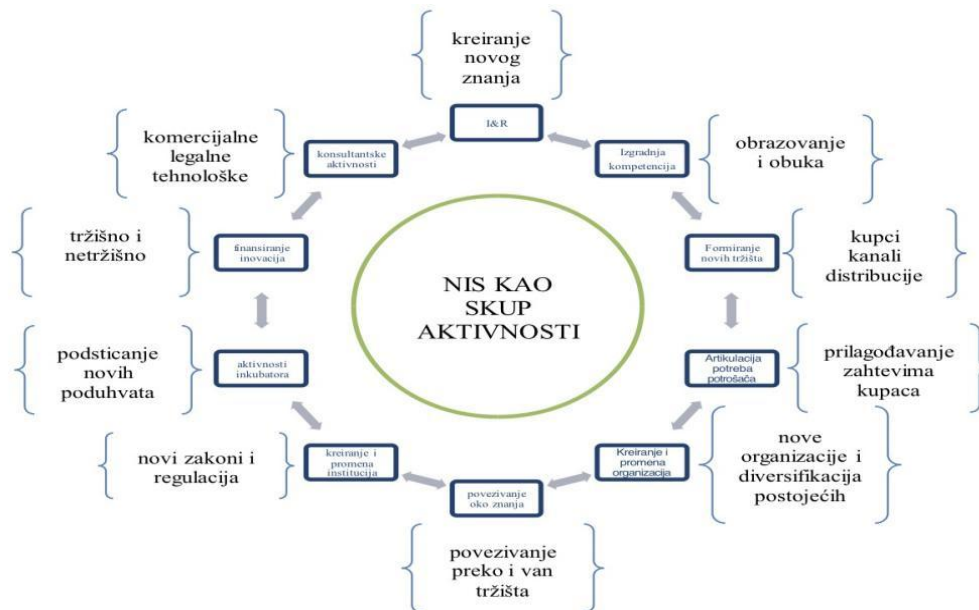 kreiranje
novog
znanja
I&R
komercijalne
legalne
tehnološke
konsultantske
aktivnosti
Izgradnja
kompetencija
obrazovanje
i obuka
tržišno i
netržišno
finansiranje
inovacija
NIS KAO
SKUP
AKTIVNOSTI
Formiranje
novih tržišta
kupci
kanali
distribucije
podsticanje
novih
poduhvata
aktivnosti
inkubatora
Artikulacija
potreba
potrošača
prilagođavanje
zahtevima
kupaca
novi zakoni i
regulacija
kreiranje i
promena
institucija
povezivanje
oko znanja
Kreiranje i
promena
organizacija
nove
organizacije i
diversifikacija
postojećih
povezivanje
preko i van
tržišta